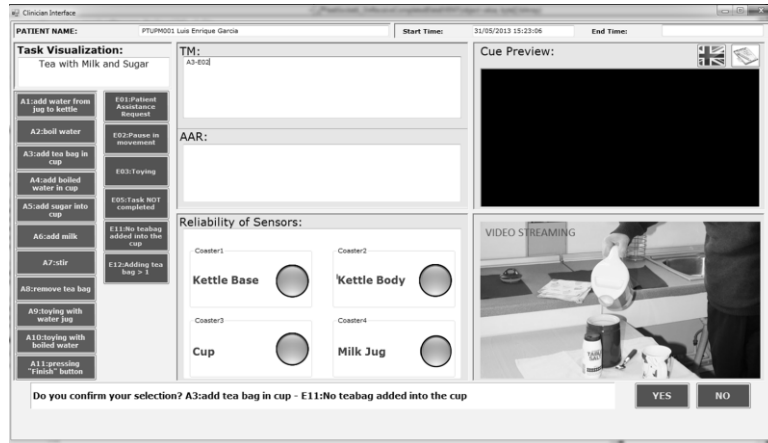 Clinician Interface
PATIENT NAME:
PTUPM001 Luis Enrique Garcia
Start Time:
31/05/2013 15:23:06
End Time:
Task Visualization:
Tea with Milk and Sugar
A1:add water from
jug to kettle
A2:boil water
A3:add tea bag in
cup
A4:add boiled
water in cup
A5:add sugar into
cup
A6:add milk
A7:stir
A8:remove tea bag
A9:toying with
water jug
A10:toying with
boiled water
A11:pressing
"Finish" button
E01:Patient
Assistance
Request
E02:Pause in
movement
E03:Toying
E05:Task NOT
completed
E11:No teabag
added into the
cup
E12:Adding tea
bag > 1
TM:
A3-E02
AAR:
Reliability of Sensors:
Coaster1
Kettle Base
Coaster2
Kettle Body
Coaster3
Cup
Coaster4
Milk Jug
Cue Preview:
VIDEO STREAMING
TABLE
SALT
Do you confirm your selection? A3:add tea bag in cup - E11:No teabag added into the cup
YES
NO